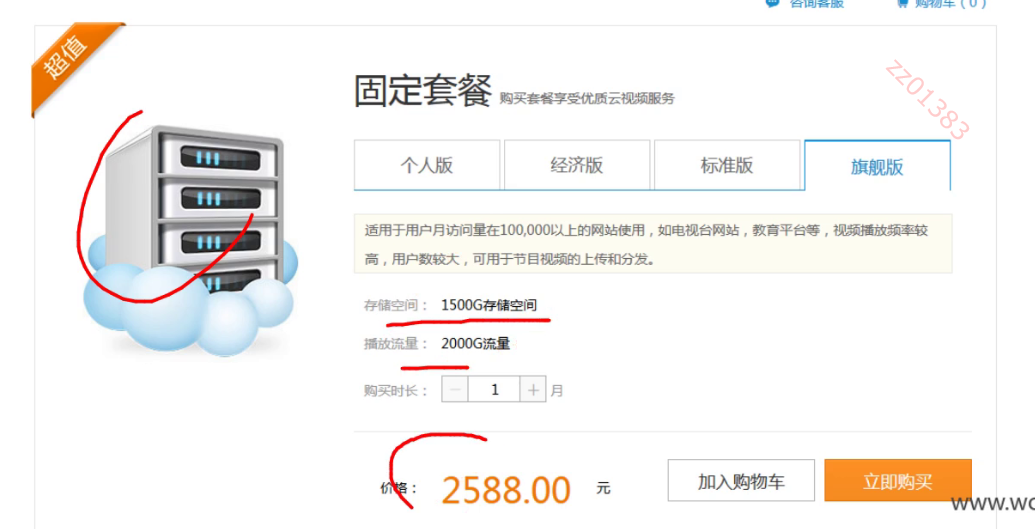 咨询客服 购物车 ( 0 )
超值
固定套餐 购买套餐享受优质云视频服务
zz01383
个人版 经济版 标准版 旗舰版
适用于用户月访问量在100,000以上的网站使用，如电视台网站，教育平台等，视频播放频率较
高，用户数较大，可用于节目视频的上传和分发。
存储空间： 1500G存储空间
播放流量： 2000G流量
购买时长： － 1 + 月
价格： 2588.00 元 加入购物车 立即购买
www.wo